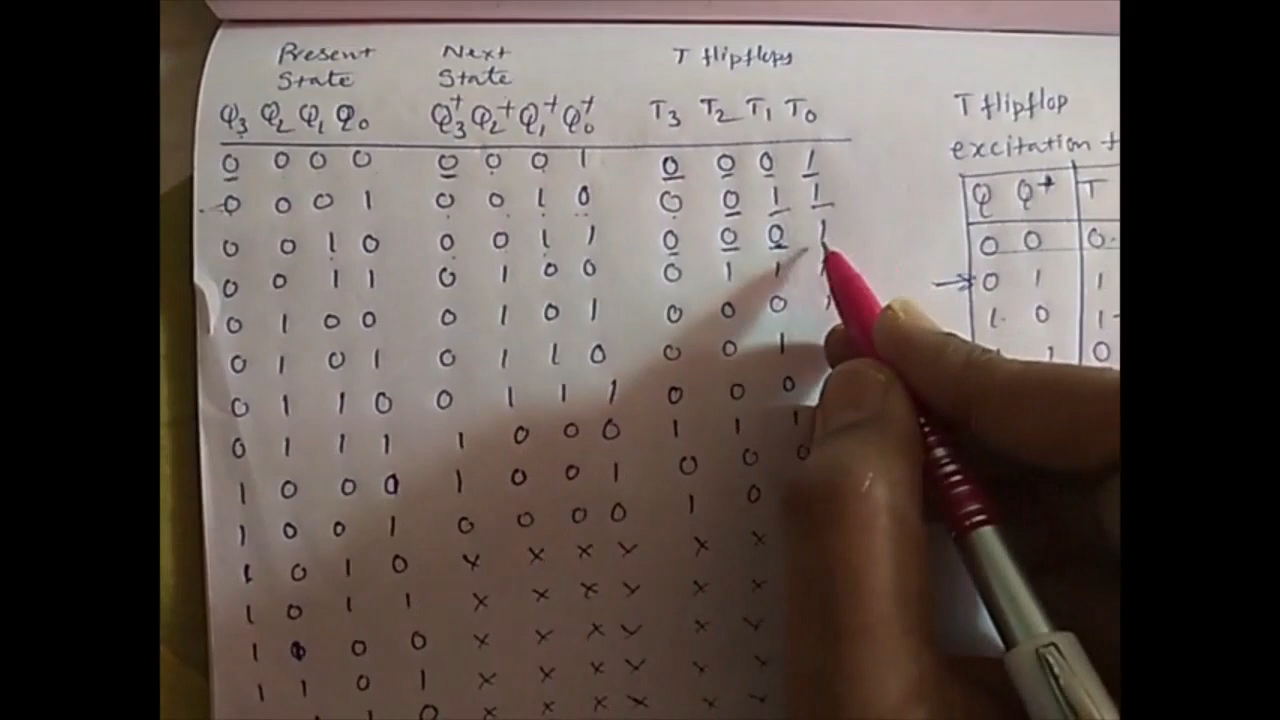 Present Next T flipflops
State State
Q3 Q2 Q1 Q0 Q3+ Q2+ Q1+ Q0+ T3 T2 T1 T0
0 0 0 0 0 0 0 1 0 0 0 1
0 0 0 1 0 0 1 0 0 0 1 1
0 0 1 0 0 0 1 1 0 0 0 1
0 0 1 1 0 1 0 0 0 1 1
0 1 0 0 0 1 0 1 0 0 0 1
0 1 0 1 0 1 1 0 0 0 1
0 1 1 0 0 1 1 1 0 0 0
0 1 1 1 1 0 0 0 1 1 1
1 0 0 0 1 0 0 1 0 0 0
1 0 0 1 0 0 0 0 1 0
1 0 1 0 x x x x x x
1 0 1 1 x x x x x x
1 0 0 x x x x x x
1 1 0 1 x x x x x x
1 1 0 x x x x x x
T flipflop
excitation
Q Q+ T
0 0 0
0 1 1
1 0 1
1 0